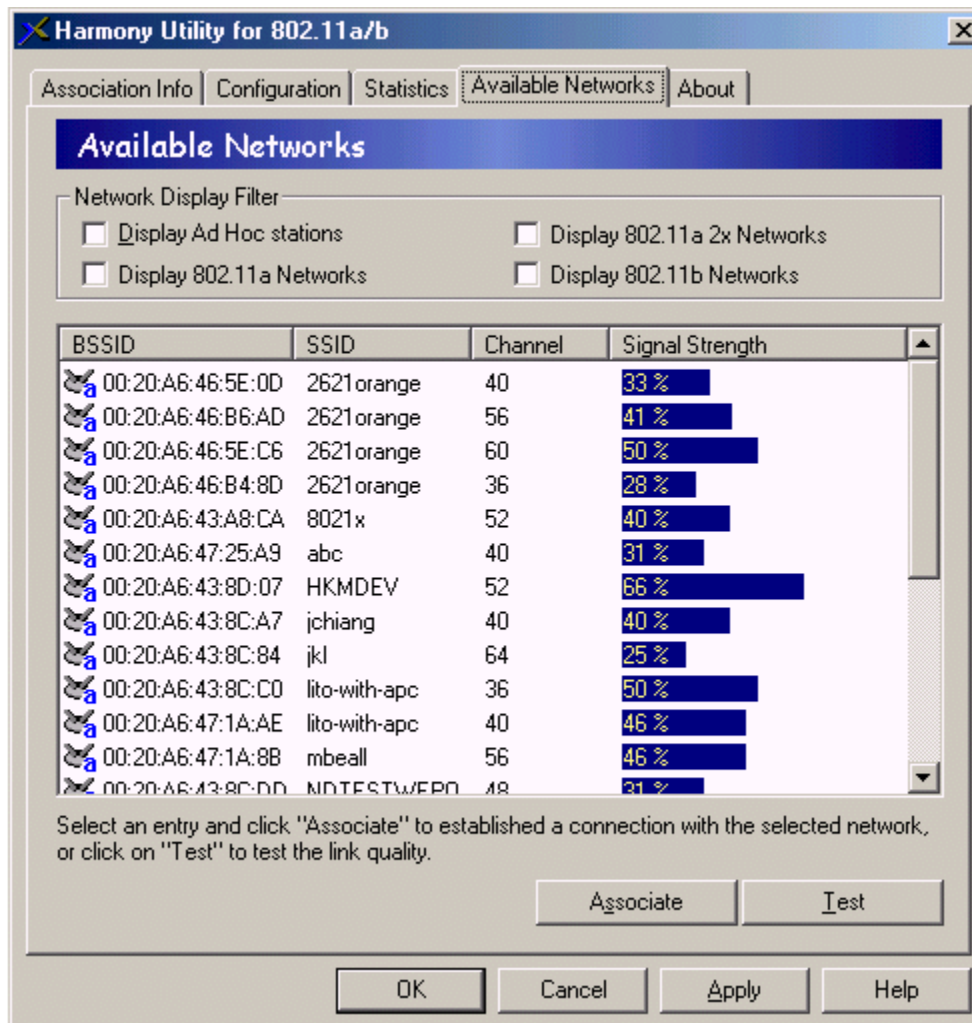 Harmony Utility for 802.11a/b
Association Info Configuration Statistics Available Networks About
Available Networks
Network Display Filter
Display Ad Hoc stations Display 802.11a 2x Networks
Display 802.11a Networks Display 802.11b Networks
BSSID SSID Channel Signal Strength
a 00:20:A6:46:5E:0D 2621orange 40 33 %
a 00:20:A6:46:B6:AD 2621orange 56 41 %
a 00:20:A6:46:5E:C6 2621orange 60 50 %
a 00:20:A6:46:B4:8D 2621orange 36 28 %
a 00:20:A6:43:A8:CA 8021x 52 40 %
a 00:20:A6:47:25:A9 abc 40 31 %
a 00:20:A6:43:8D:07 HKMDEV 52 66 %
a 00:20:A6:43:8C:A7 jchiang 40 40 %
a 00:20:A6:43:8C:84 jkl 64 25 %
a 00:20:A6:43:8C:C0 lito-with-apc 36 50 %
a 00:20:A6:47:1A:AE lito-with-apc 40 46 %
a 00:20:A6:47:1A:8B mbeall 56 46 %
00:20:A6:43:8C:DD 48 31 %
Select an entry and click "Associate" to established a connection with the selected network,
or click on "Test" to test the link quality.
Associate Test
OK Cancel Apply Help